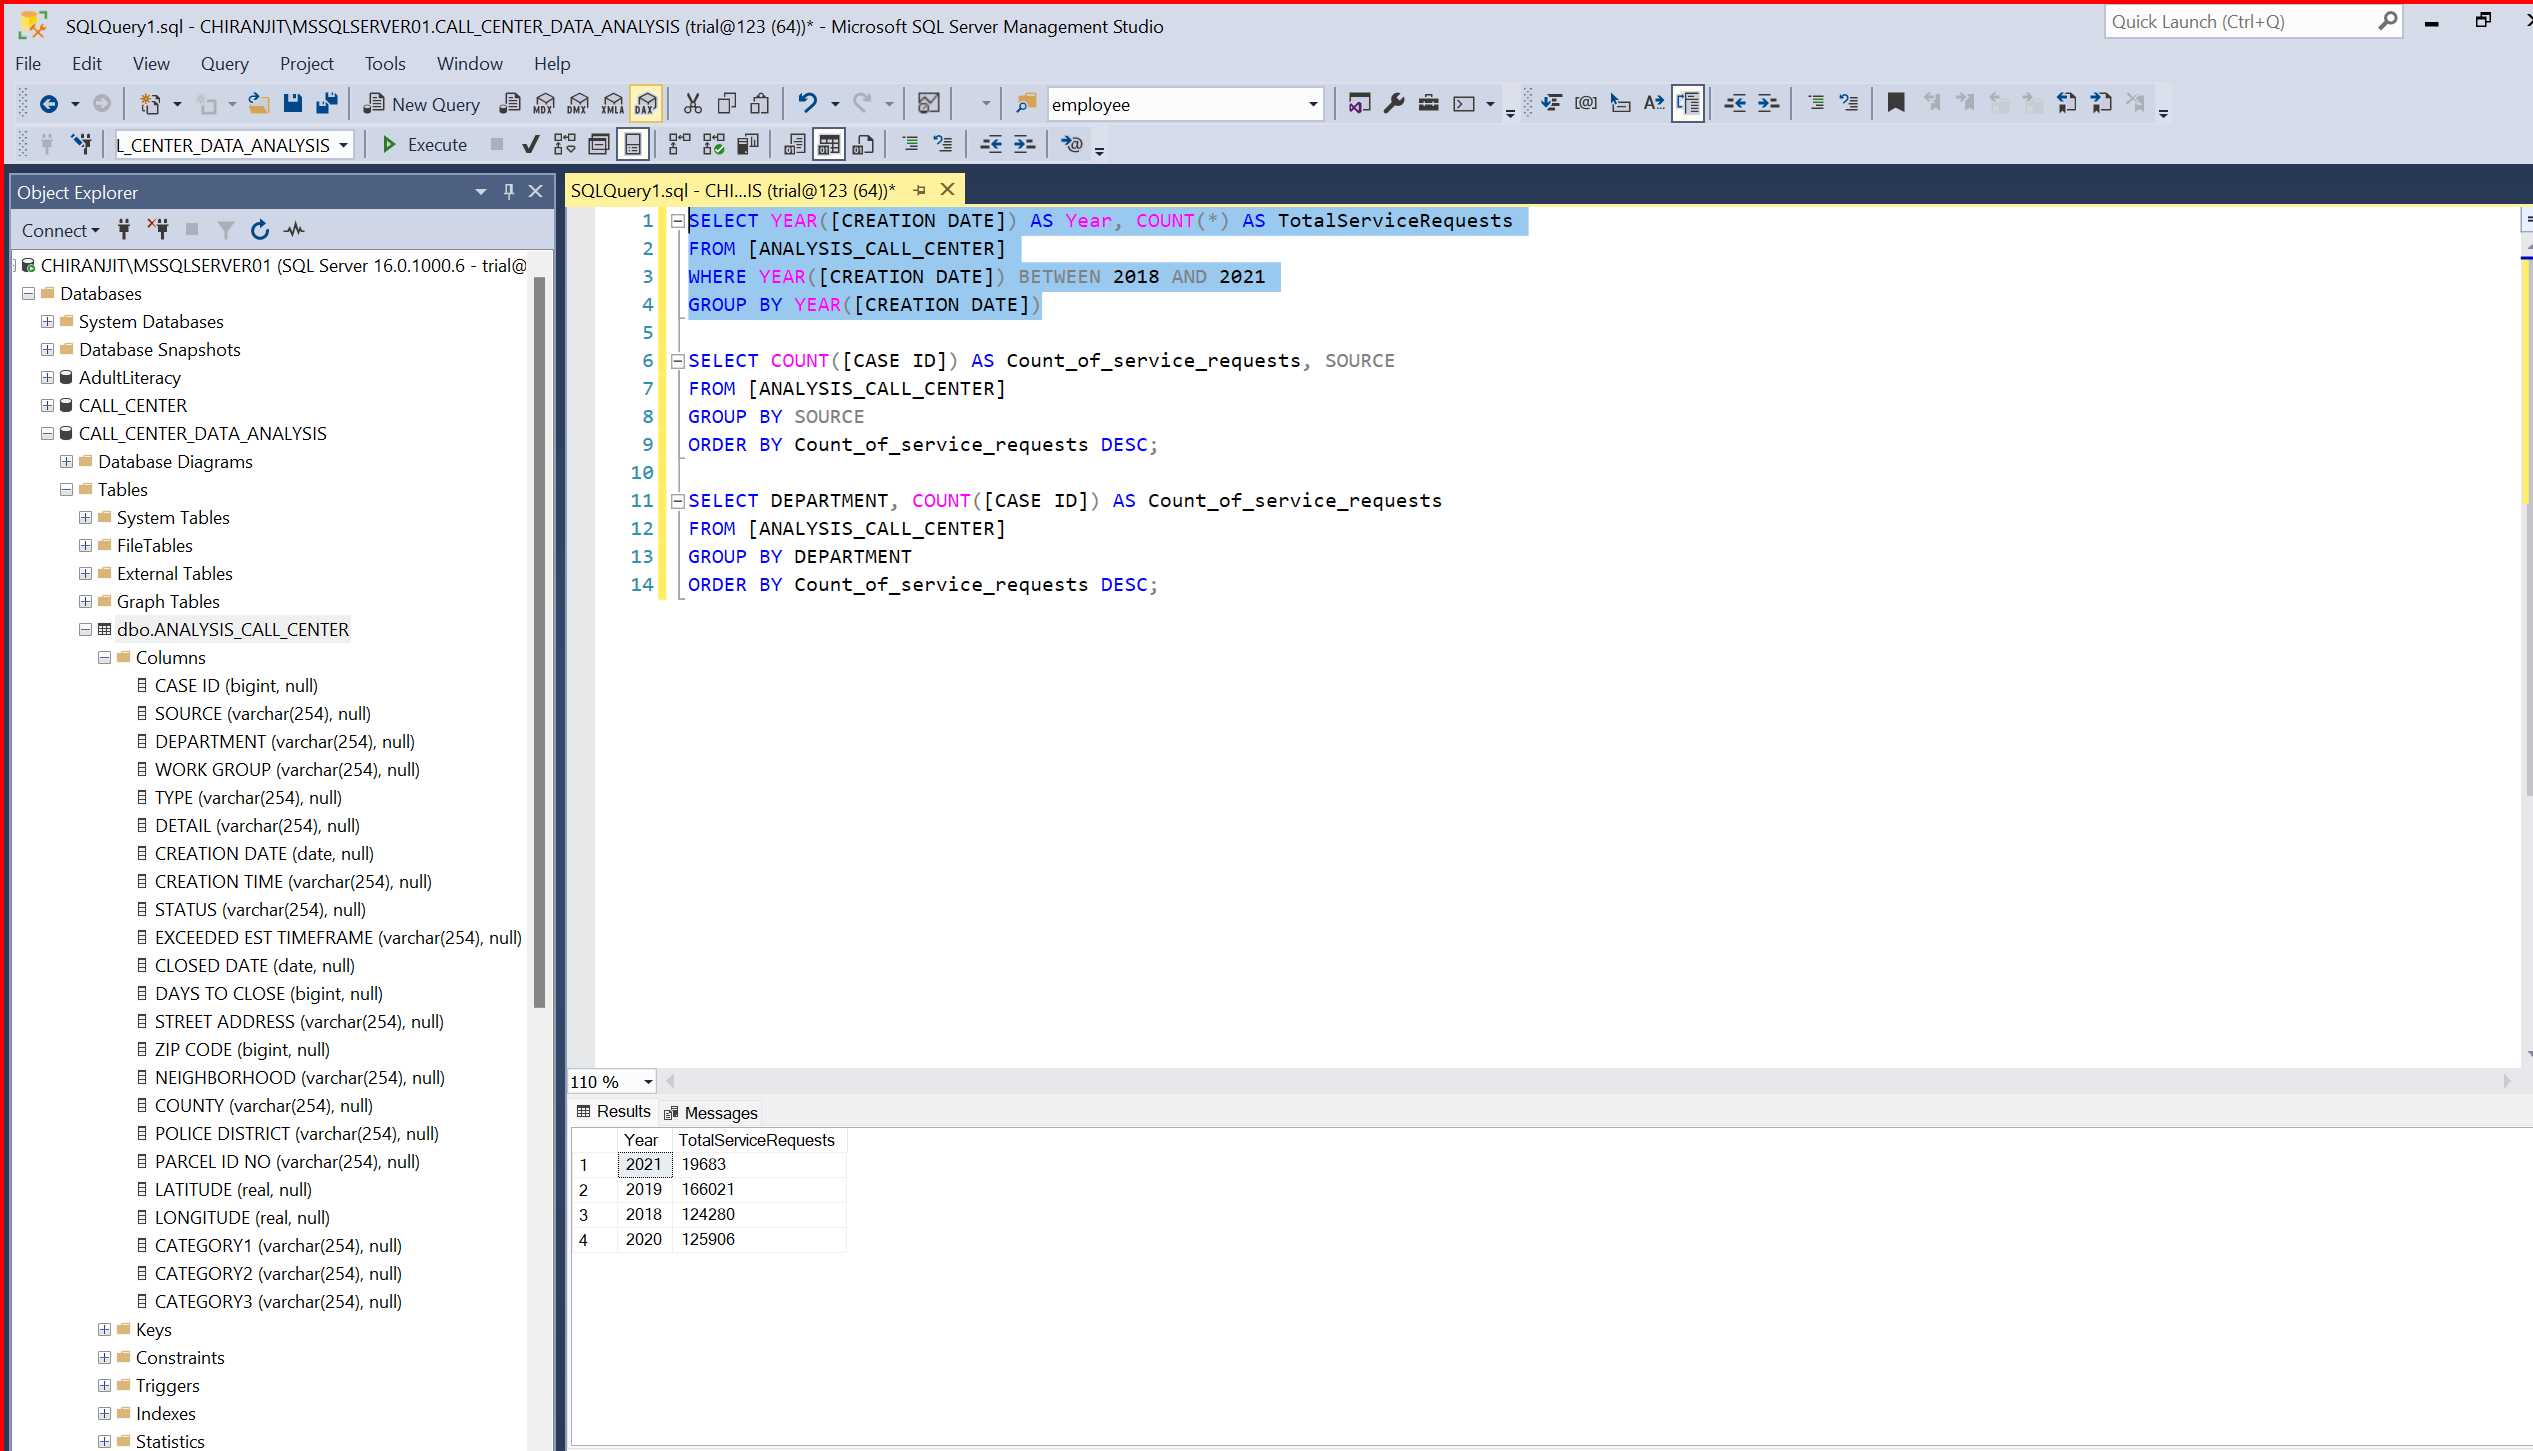 SQLQuery1.sql - CHIRANJIT\MSSQLSERVER01.CALL_CENTER_DATA_ANALYSIS (trial@123 (64))* - Microsoft SQL Server Management Studio
Quick Launch (Ctrl+Q)
File Edit View Query Project Tools Window Help
New Query MDX DMX XMLA DAX employee
L_CENTER_DATA_ANALYSIS Execute
Object Explorer
Connect
CHIRANJIT\MSSQLSERVER01 (SQL Server 16.0.1000.6 - trial@
Databases
System Databases
Database Snapshots
AdultLiteracy
CALL_CENTER
CALL_CENTER_DATA_ANALYSIS
Database Diagrams
Tables
System Tables
FileTables
External Tables
Graph Tables
dbo.ANALYSIS_CALL_CENTER
Columns
CASE ID (bigint, null)
SOURCE (varchar(254), null)
DEPARTMENT (varchar(254), null)
WORK GROUP (varchar(254), null)
TYPE (varchar(254), null)
DETAIL (varchar(254), null)
CREATION DATE (date, null)
CREATION TIME (varchar(254), null)
STATUS (varchar(254), null)
EXCEEDED EST TIMEFRAME (varchar(254), null)
CLOSED DATE (date, null)
DAYS TO CLOSE (bigint, null)
STREET ADDRESS (varchar(254), null)
ZIP CODE (bigint, null)
NEIGHBORHOOD (varchar(254), null)
COUNTY (varchar(254), null)
POLICE DISTRICT (varchar(254), null)
PARCEL ID NO (varchar(254), null)
LATITUDE (real, null)
LONGITUDE (real, null)
CATEGORY1 (varchar(254), null)
CATEGORY2 (varchar(254), null)
CATEGORY3 (varchar(254), null)
Keys
Constraints
Triggers
Indexes
Statistics
SQLQuery1.sql - CHI...IS (trial@123 (64))*
1 SELECT YEAR([CREATION DATE]) AS Year, COUNT(*) AS TotalServiceRequests
2 FROM [ANALYSIS_CALL_CENTER]
3 WHERE YEAR([CREATION DATE]) BETWEEN 2018 AND 2021
4 GROUP BY YEAR([CREATION DATE])
5
6 SELECT COUNT([CASE ID]) AS Count_of_service_requests, SOURCE
7 FROM [ANALYSIS_CALL_CENTER]
8 GROUP BY SOURCE
9 ORDER BY Count_of_service_requests DESC;
10
11 SELECT DEPARTMENT, COUNT([CASE ID]) AS Count_of_service_requests
12 FROM [ANALYSIS_CALL_CENTER]
13 GROUP BY DEPARTMENT
14 ORDER BY Count_of_service_requests DESC;
110 %
Results Messages
Year TotalServiceRequests
1 2021 19683
2 2019 166021
3 2018 124280
4 2020 125906